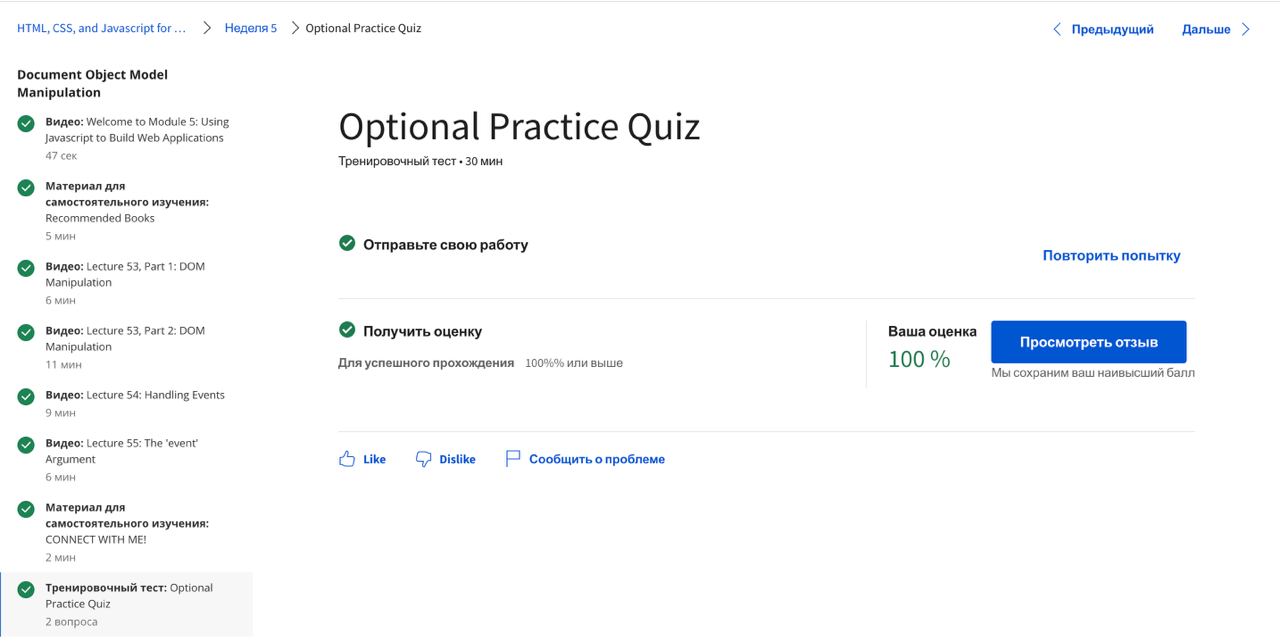 HTML, CSS, and Javascript for ... Неделя 5 Optional Practice Quiz
Предыдущий Дальше
Document Object Model
Manipulation
Видео: Welcome to Module 5: Using
Javascript to Build Web Applications
47 сек
Материал для
самостоятельного изучения:
Recommended Books
5 мин
Видео: Lecture 53, Part 1: DOM
Manipulation
6 мин
Видео: Lecture 53, Part 2: DOM
Manipulation
11 мин
Видео: Lecture 54: Handling Events
9 мин
Видео: Lecture 55: The 'event'
Argument
6 мин
Материал для
самостоятельного изучения:
CONNECT WITH ME!
2 мин
Тренировочный тест: Optional
Practice Quiz
2 вопроса
Optional Practice Quiz
Тренировочный тест • 30 мин
Отправьте свою работу
Повторить попытку
Получить оценку
Для успешного прохождения 100%% или выше
Ваша оценка
100 %
Просмотреть отзыв
Мы сохраним ваш наивысший балл
Like Dislike Сообщить о проблеме